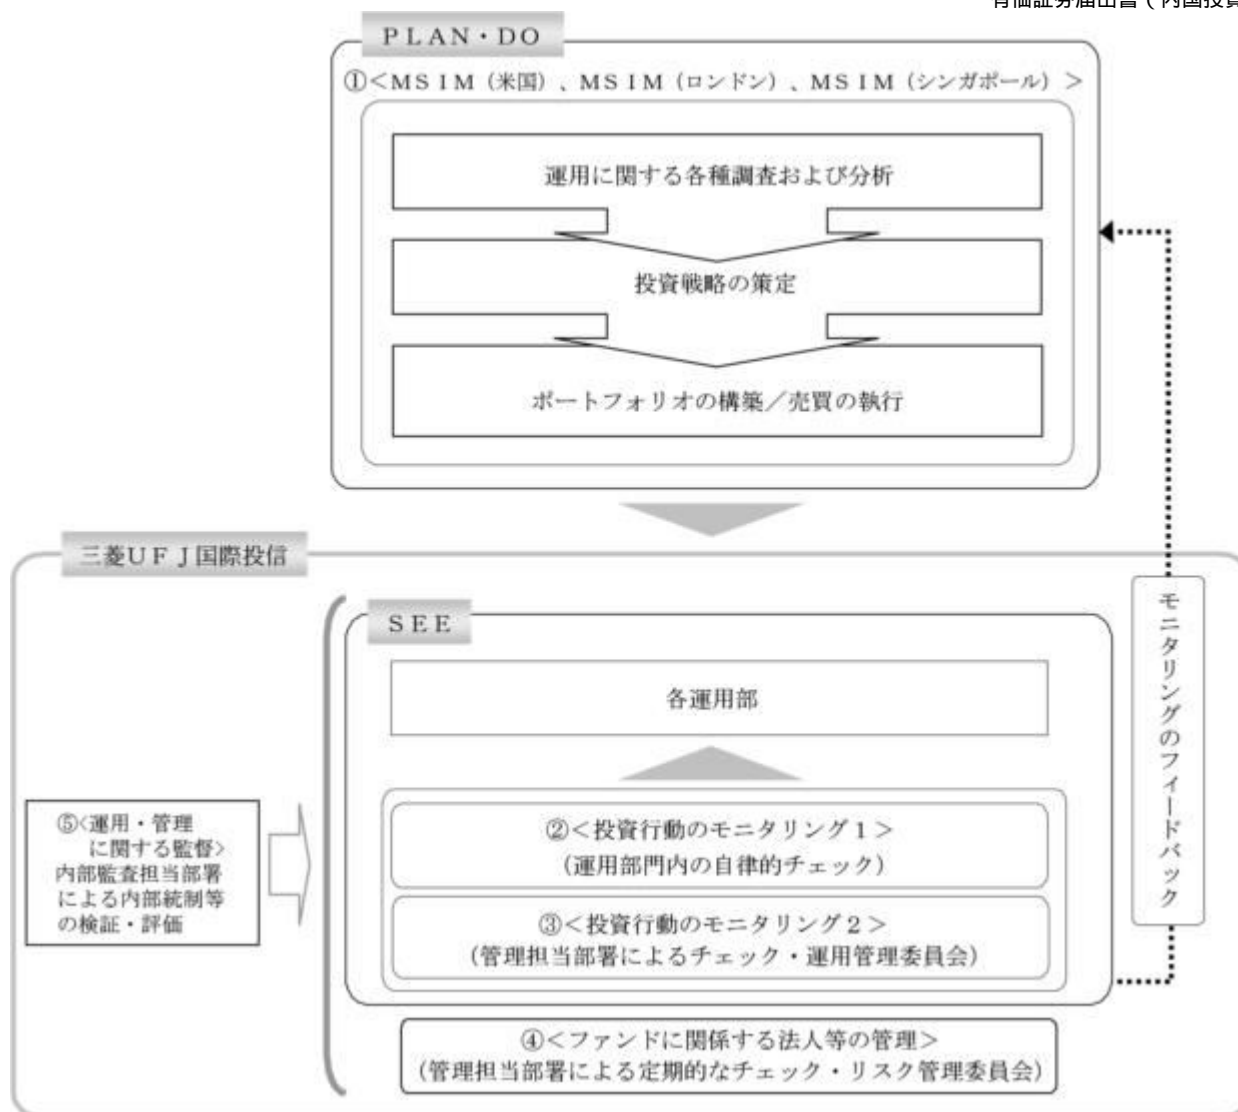 有価証券届出書（内国投資
ＰＬＡＮ・ＤＯ
①＜ＭＳＩＭ（米国）、ＭＳＩＭ（ロンドン）、ＭＳＩＭ（シンガポール）＞
運用に関する各種調査および分析
投資戦略の策定
ポートフォリオの構築／売買の執行
三菱ＵＦＪ国際投信
ＳＥＥ
各運用部
②＜投資行動のモニタリング１＞
（運用部門内の自律的チェック）
③＜投資行動のモニタリング２＞
（管理担当部署によるチェック・運用管理委員会）
④＜ファンドに関係する法人等の管理＞
（管理担当部署による定期的なチェック・リスク管理委員会）
⑤<運用・管理
に関する監督>
内部監査担当部署
による内部統制等
の検証・評価
モニタリングのフィードバック